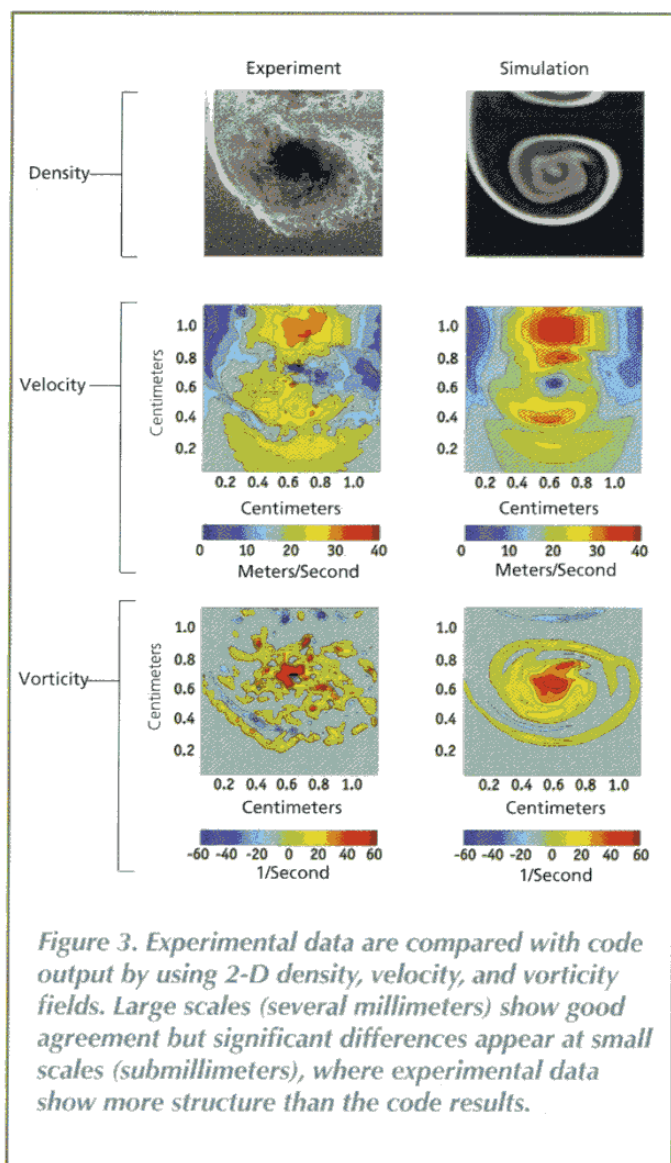 Experiment Simulation
Density
Velocity
Centimeters
1.0
0.8
0.6
0.4
0.2
0.2 0.4 0.6 0.8 1.0
Centimeters
0 10 20 30 40
Meters/Second
1.0
0.8
0.6
0.4
0.2
0.2 0.4 0.6 0.8 1.0
Centimeters
0 10 20 30 40
Meters/Second
Vorticity
Centimeters
1.0
0.8
0.6
0.4
0.2
0.2 0.4 0.6 0.8 1.0
Centimeters
-60 -40 -20 0 20 40 60
1/Second
1.0
0.8
0.6
0.4
0.2
0.2 0.4 0.6 0.8 1.0
Centimeters
-60 -40 -20 0 20 40 60
1/Second
Figure 3. Experimental data are compared with code
output by using 2-D density, velocity, and vorticity
fields. Large scales (several millimeters) show good
agreement but significant differences appear at small
scales (submillimeters), where experimental data
show more structure than the code results.